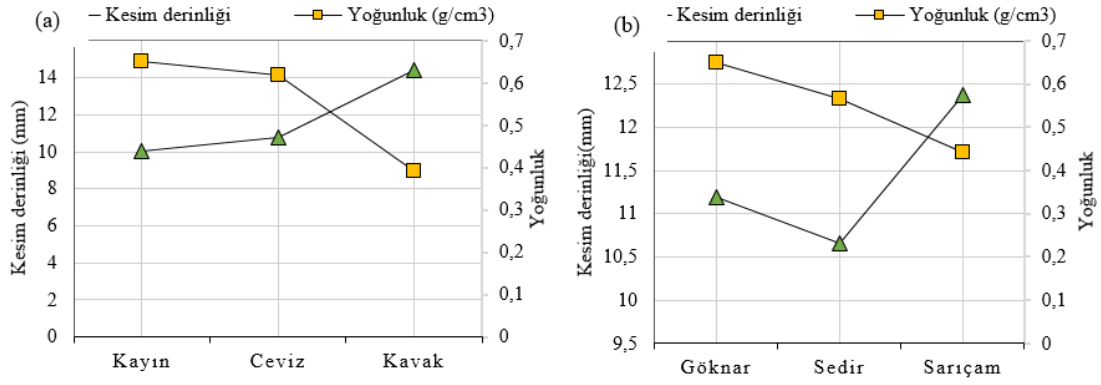 (a)
Kesim derinliği
Yoğunluk (g/cm3)
Kesim derinliği (mm)
14
12
10
8
6
4
2
0
0,7
0,6
0,5
0,4
0,3
0,2
0,1
0
Yoğunluk
Kayın
Ceviz
Kavak
(b)
Kesim derinliği
Yoğunluk (g/cm3)
Kesim derinliği(mm)
12,5
12
11,5
11
10,5
10
9,5
0,7
0,6
0,5
0,4
0,3
0,2
0,1
0
Yoğunluk
Göknar
Sedir
Sarıçam